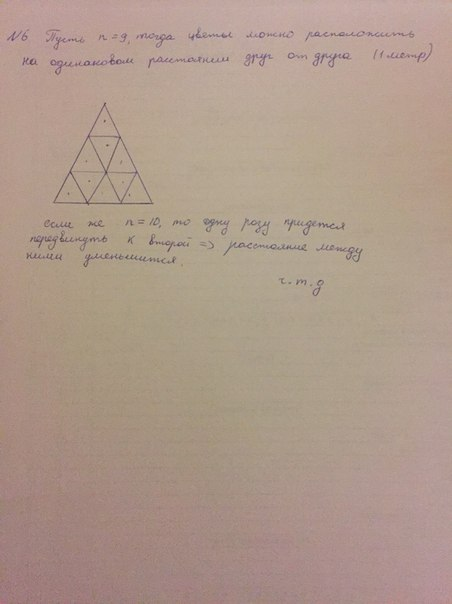 №6 Пусть n=9, тогда цветы можно расположить
на одинаковом расстоянии друг от друга (1 метр)
если же n=10, то одну розу придется
передвинуть к второй => расстояние между
ними уменьшится.
ч.т.д